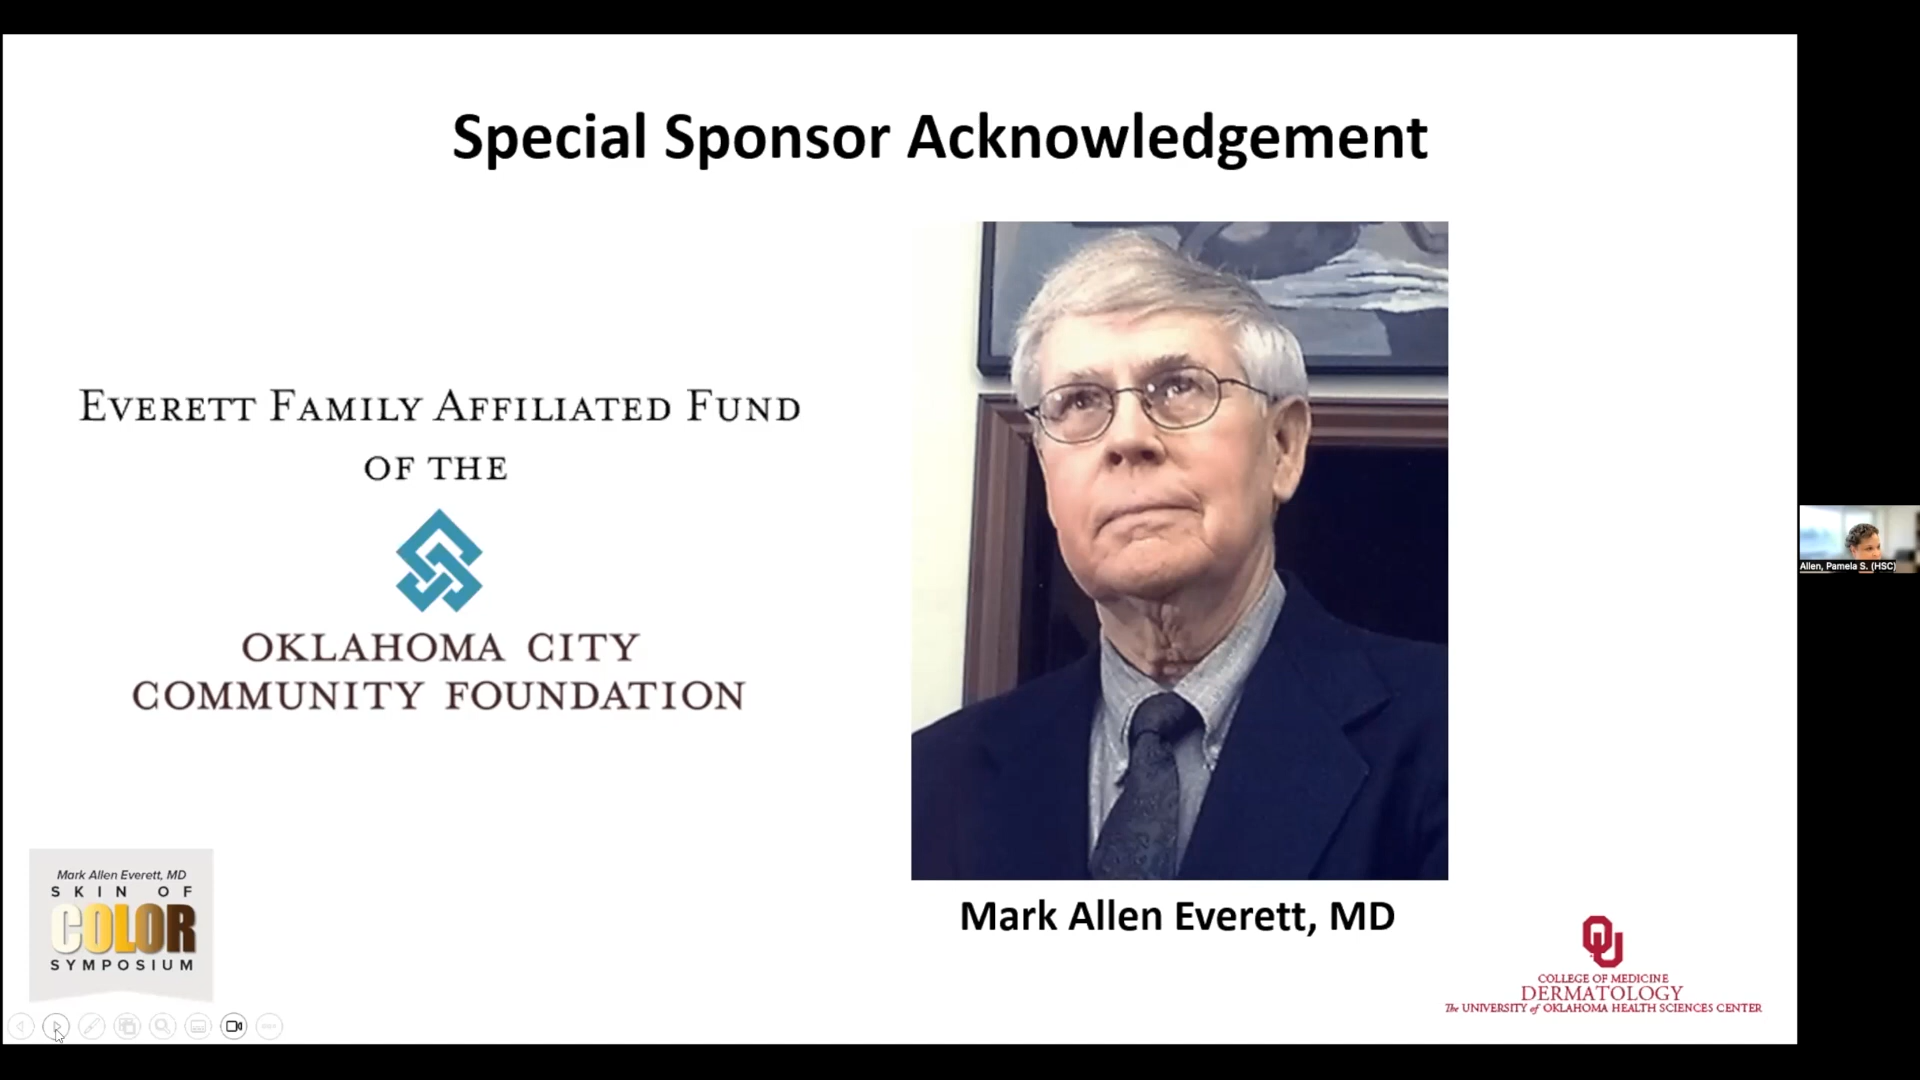 Special Sponsor Acknowledgement
EVERETT FAMILY AFFILIATED FUND
OF THE
OKLAHOMA CITY
COMMUNITY FOUNDATION
Mark Allen Everett, MD
Mark Allen Everett, MD
SKIN OF
COLOR
SYMPOSIUM
OU
COLLEGE OF MEDICINE
DERMATOLOGY
The UNIVERSITY of OKLAHOMA HEALTH SCIENCES CENTER
Allen, Pamela S. (HSC)